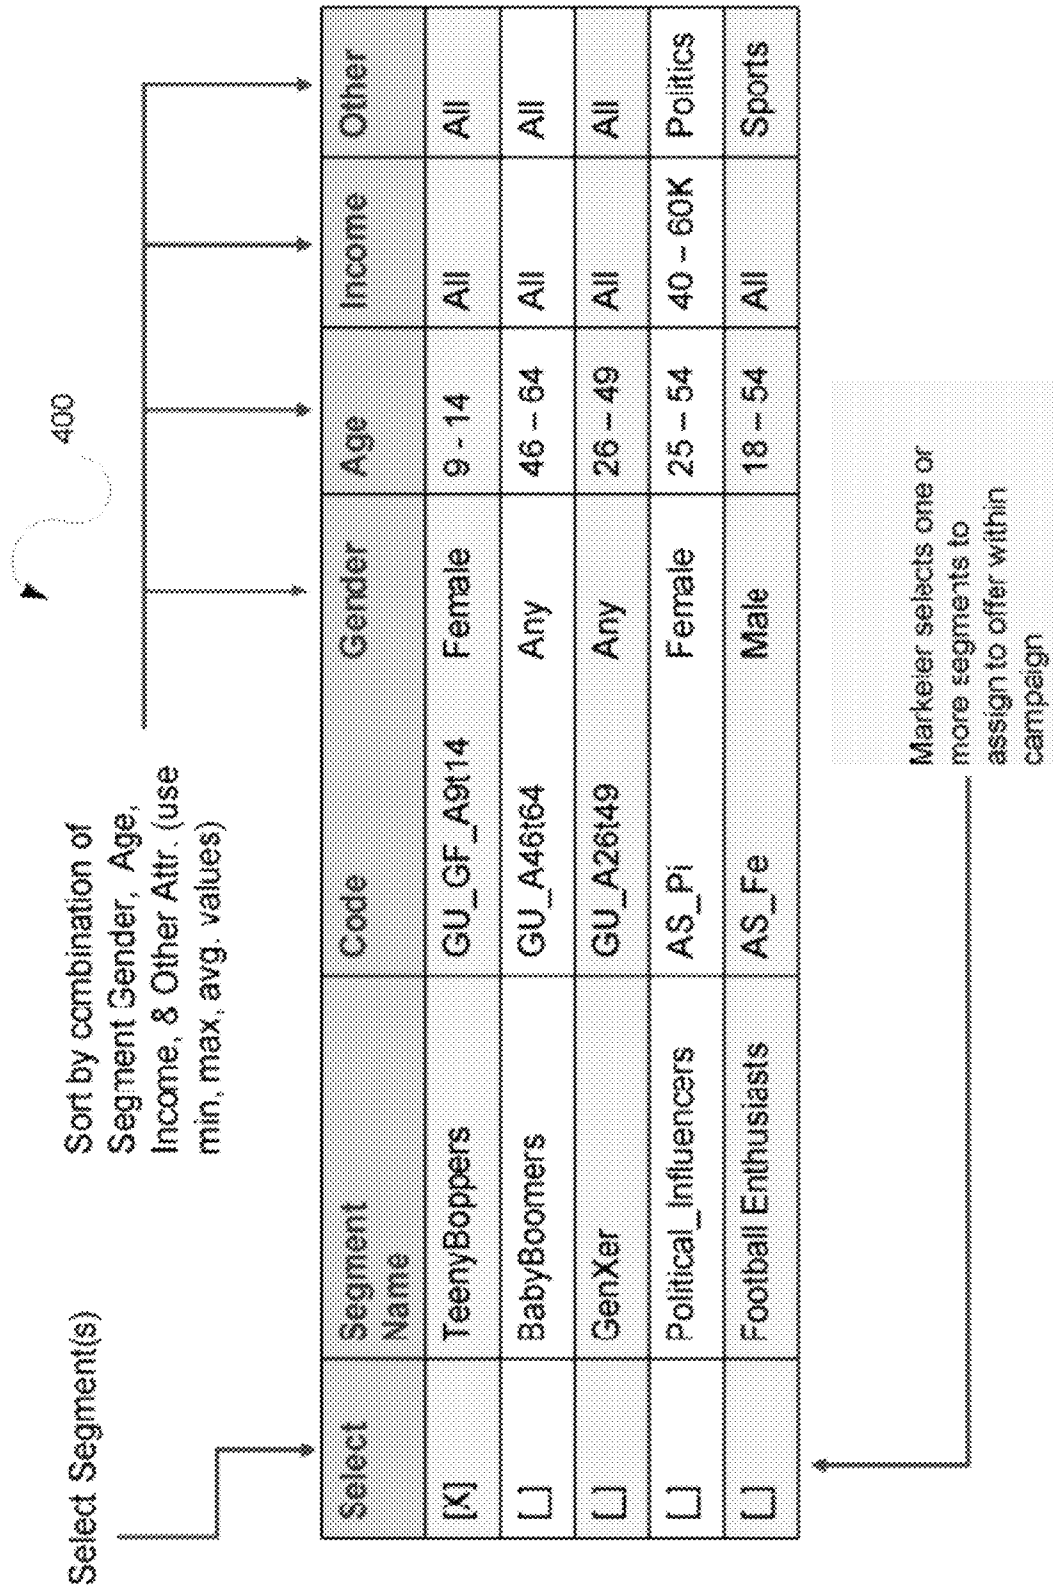 400
Select Segment(s)
Sort by combination of
Segment Gender, Age,
Income, & Other Attr. (use
min, max, avg. values)
Select Segment Name Code Gender Age Income Other
[X] TeenyBoppers GU_GF_A9t14 Female 9 - 14 All All
[_] BabyBoomers GU_A46t64 Any 46 – 64 All All
[_] GenXer GU_A26t49 Any 26 – 49 All All
[_] Political_Influencers AS_Pi Female 25 – 54 40 – 60K Politics
[_] Football Enthusiasts AS_Fe Male 18 – 54 All Sports
Marketer selects one or
more segments to
assign to offer within
campaign